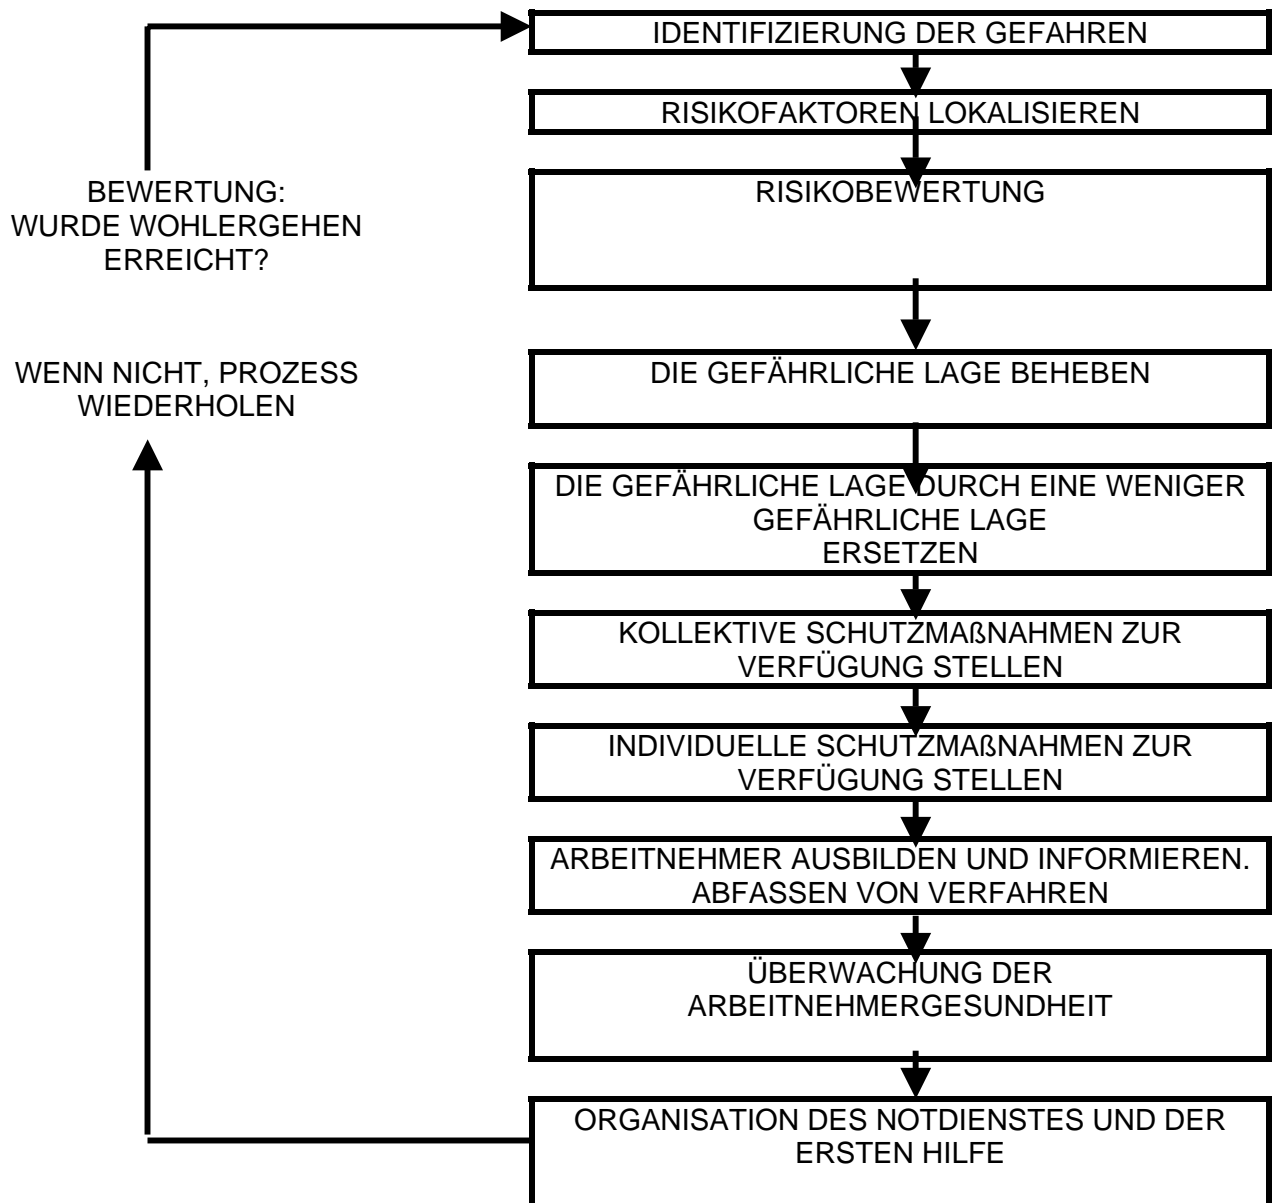 IDENTIFIZIERUNG DER GEFAHREN
RISIKOFAKTOREN LOKALISIEREN
RISIKOBEWERTUNG
BEWERTUNG:
WURDE WOHLERGEHEN
ERREICHT?
WENN NICHT, PROZESS
WIEDERHOLEN
DIE GEFÄHRLICHE LAGE BEHEBEN
DIE GEFÄHRLICHE LAGE DURCH EINE WENIGER
GEFÄHRLICHE LAGE
ERSETZEN
KOLLEKTIVE SCHUTZMAßNAHMEN ZUR
VERFÜGUNG STELLEN
INDIVIDUELLE SCHUTZMAßNAHMEN ZUR
VERFÜGUNG STELLEN
ARBEITNEHMER AUSBILDEN UND INFORMIEREN.
ABFASSEN VON VERFAHREN
ÜBERWACHUNG DER
ARBEITNEHMERGESUNDHEIT
ORGANISATION DES NOTDIENSTES UND DER
ERSTEN HILFE